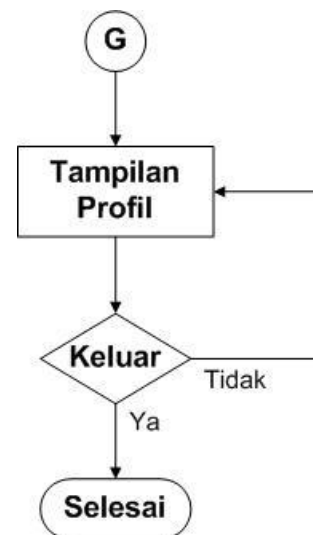 G
Tampilan
Profil
Keluar
Tidak
Ya
Selesai